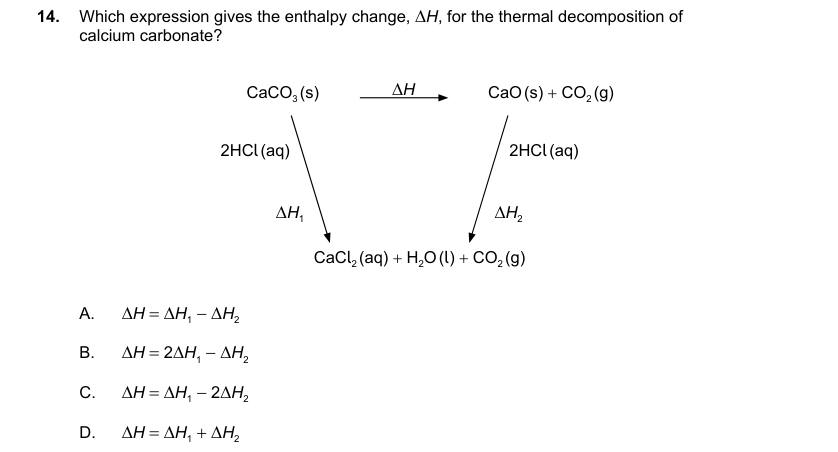 14. Which expression gives the enthalpy change, ΔH, for the thermal decomposition of
calcium carbonate?
CaCO₃(s) ΔH CaO(s) + CO₂(g)
2HCl(aq) 2HCl(aq)
ΔH₁ ΔH₂
CaCl₂(aq) + H₂O(l) + CO₂(g)
A. ΔH = ΔH₁ − ΔH₂
B. ΔH = 2ΔH₁ − ΔH₂
C. ΔH = ΔH₁ − 2ΔH₂
D. ΔH = ΔH₁ + ΔH₂